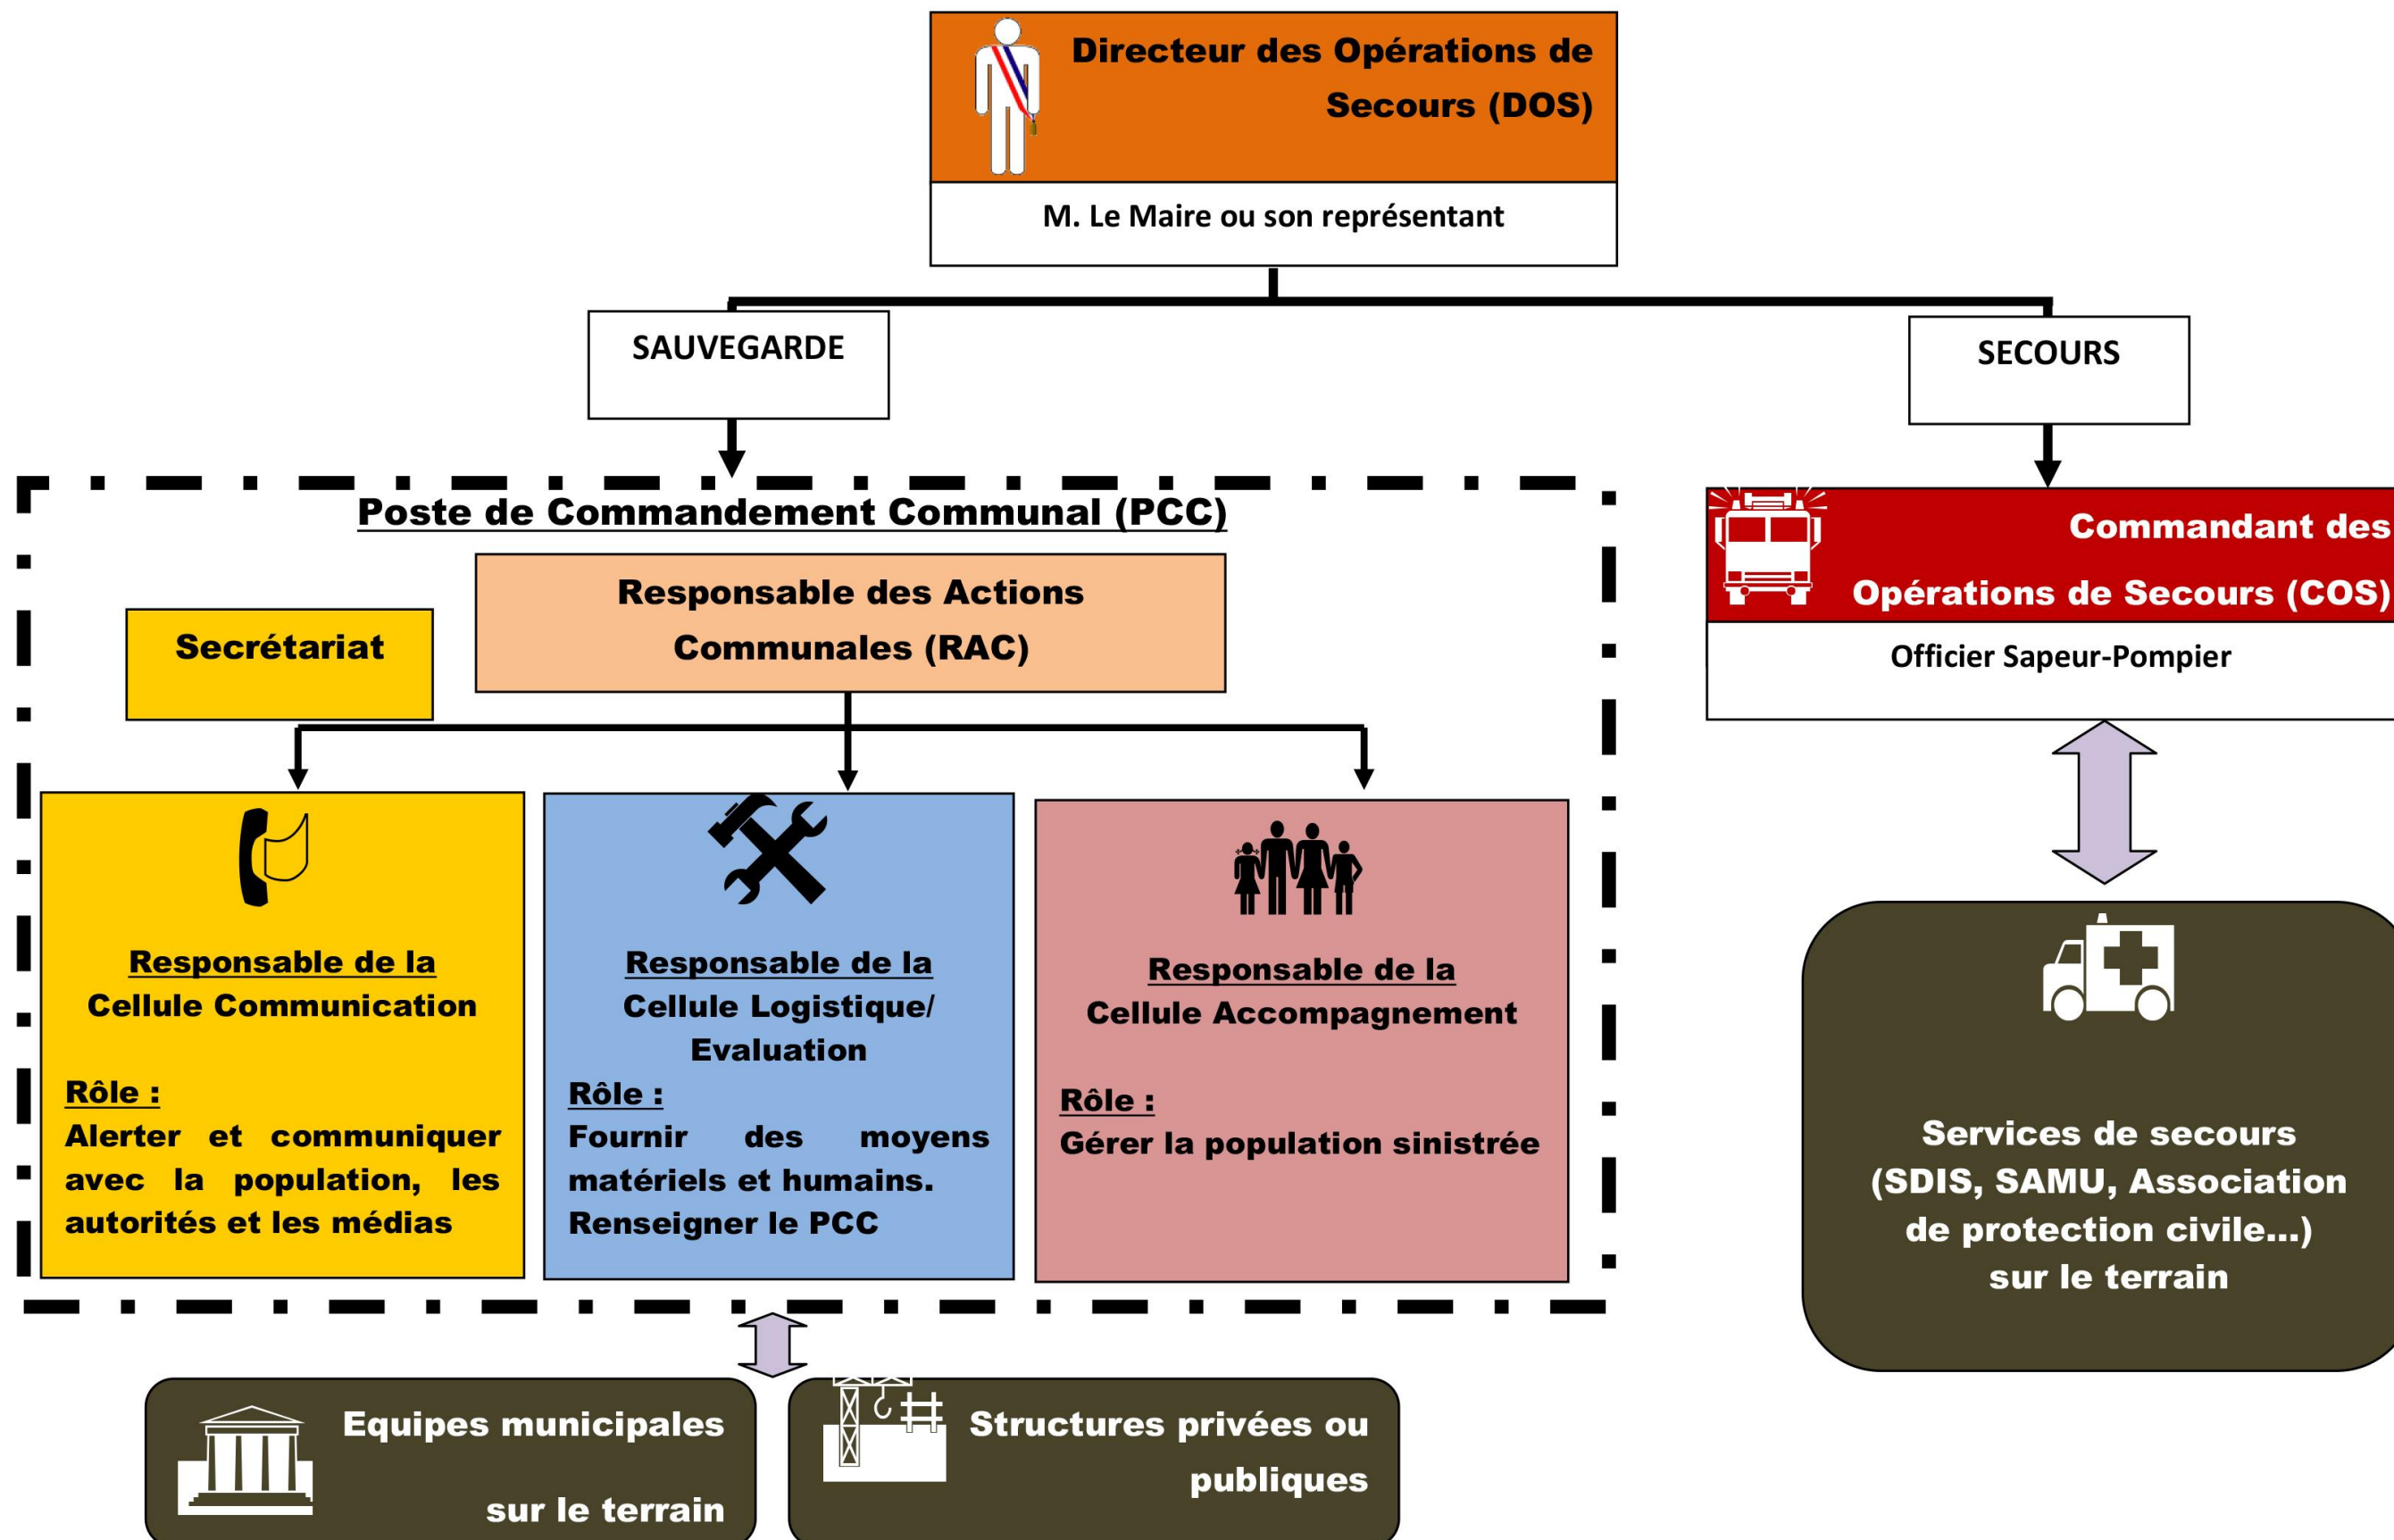 Directeur des Opérations de
Secours (DOS)
M. Le Maire ou son représentant
SAUVEGARDE
SECOURS
Poste de Commandement Communal (PCC)
Responsable des Actions
Communales (RAC)
Secrétariat
Commandant des
Opérations de Secours (COS)
Officier Sapeur-Pompier
Responsable de la
Cellule Communication
Rôle :
Alerter et communiquer
avec la population, les
autorités et les médias
Responsable de la
Cellule Logistique/
Evaluation
Rôle :
Fournir des moyens
matériels et humains.
Renseigner le PCC
Responsable de la
Cellule Accompagnement
Rôle :
Gérer la population sinistrée
Services de secours
(SDIS, SAMU, Association
de protection civile...)
sur le terrain
Equipes municipales
sur le terrain
Structures privées ou
publiques